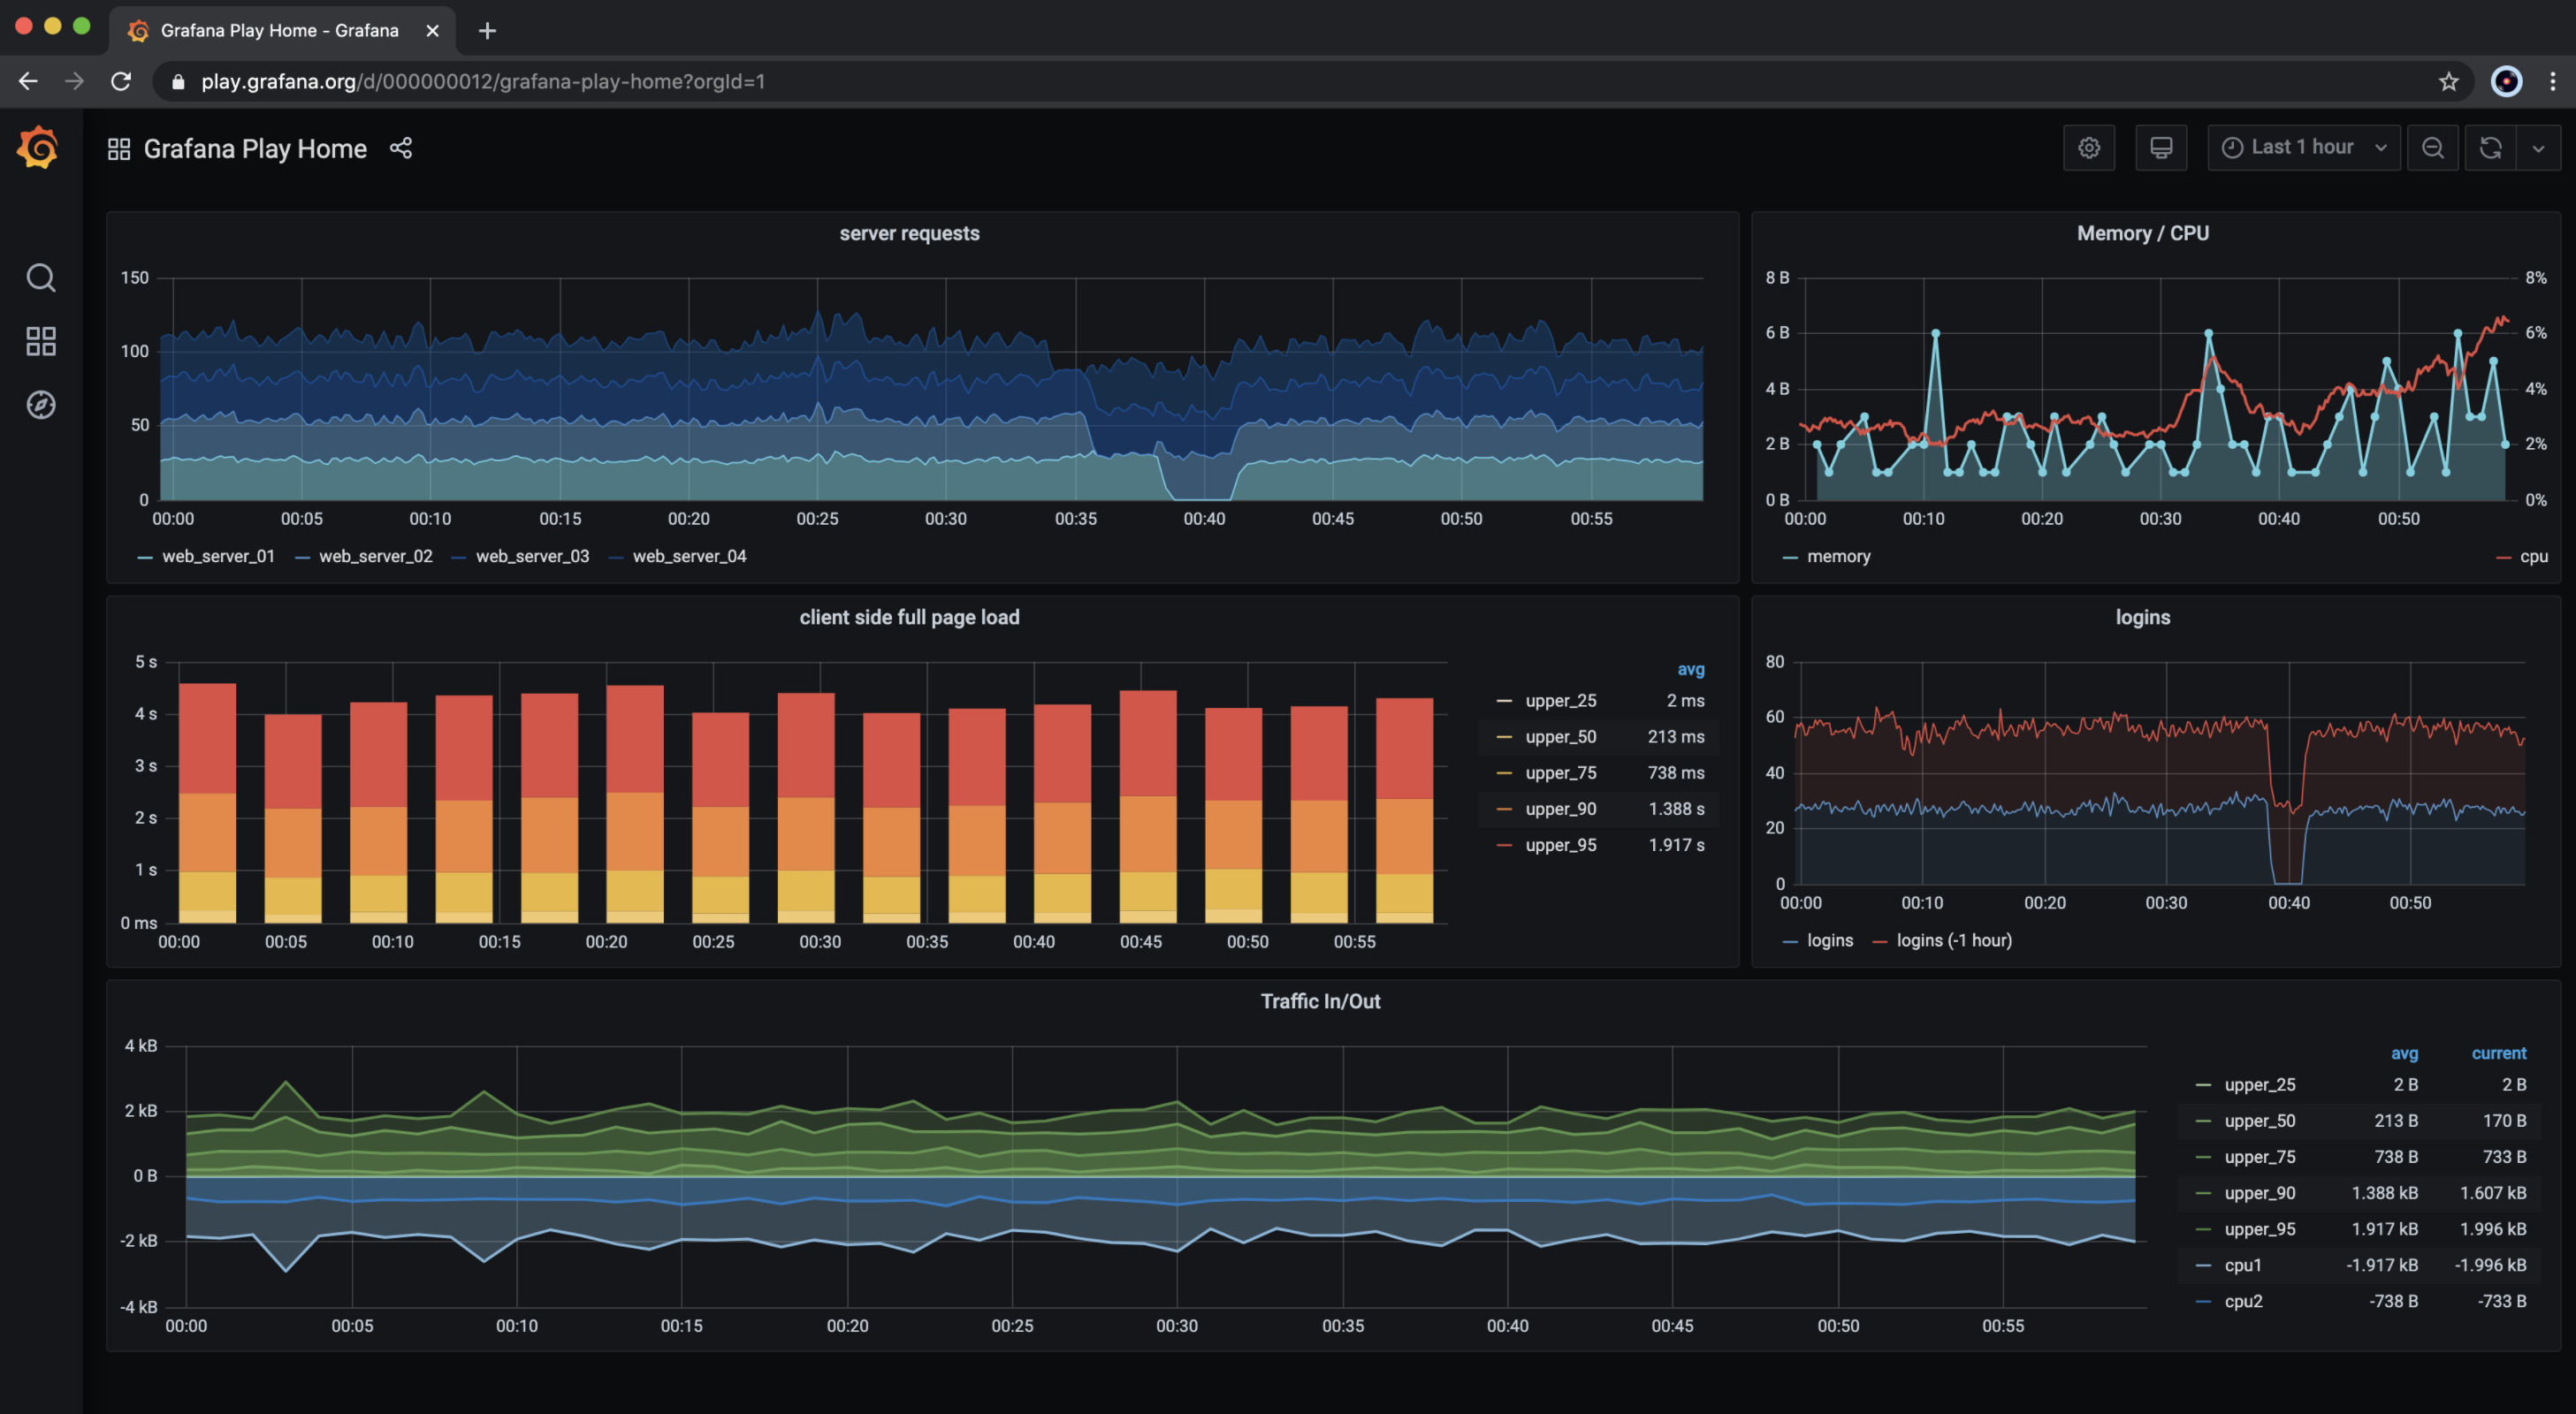 Grafana Play Home - Grafana
play.grafana.org/d/000000012/grafana-play-home?orgId=1
Grafana Play Home
Last 1 hour
server requests
150
100
50
0
00:00 00:05 00:10 00:15 00:20 00:25 00:30 00:35 00:40 00:45 00:50 00:55
web_server_01 web_server_02 web_server_03 web_server_04
Memory / CPU
8 B 8%
6 B 6%
4 B 4%
2 B 2%
0 B 0%
00:00 00:10 00:20 00:30 00:40 00:50
memory cpu
client side full page load
5 s
4 s
3 s
2 s
1 s
0 ms
00:00 00:05 00:10 00:15 00:20 00:25 00:30 00:35 00:40 00:45 00:50 00:55
avg
upper_25 2 ms
upper_50 213 ms
upper_75 738 ms
upper_90 1.388 s
upper_95 1.917 s
logins
80
60
40
20
0
00:00 00:10 00:20 00:30 00:40 00:50
logins logins (-1 hour)
Traffic In/Out
4 kB
2 kB
0 B
-2 kB
-4 kB
00:00 00:05 00:10 00:15 00:20 00:25 00:30 00:35 00:40 00:45 00:50 00:55
avg current
upper_25 2 B 2 B
upper_50 213 B 170 B
upper_75 738 B 733 B
upper_90 1.388 kB 1.607 kB
upper_95 1.917 kB 1.996 kB
cpu1 -1.917 kB -1.996 kB
cpu2 -738 B -733 B